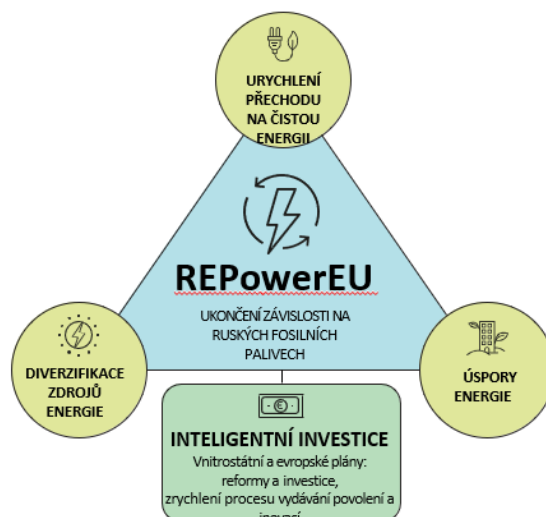 URYCHLENÍ
PŘECHODU
NA ČISTOU
ENERGII
REPowerEU
UKONČENÍ ZÁVISLOSTI NA
RUSKÝCH FOSILNÍCH
PALIVECH
DIVERZIFIKACE
ZDROJŮ
ENERGIE
ÚSPORY
ENERGIE
INTELIGENTNÍ INVESTICE
Vnitrostátní a evropské plány:
reformy a investice,
zrychlení procesu vydávání povolení a